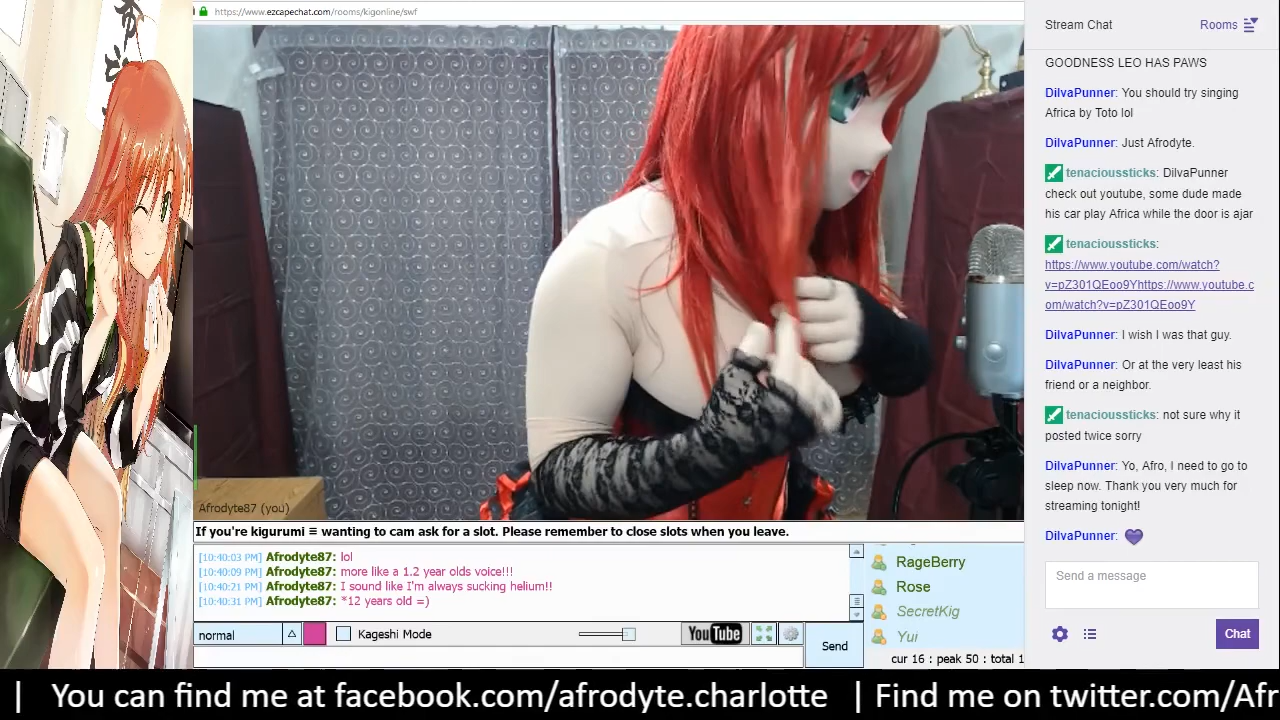 https://www.ezcapechat.com/rooms/kigonline/swf
Afrodyte87 (you)
If you're kigurumi ≡ wanting to cam ask for a slot. Please remember to close slots when you leave.
[10:40:03 PM] Afrodyte87: lol
[10:40:09 PM] Afrodyte87: more like a 1.2 year olds voice!!!
[10:40:21 PM] Afrodyte87: I sound like I'm always sucking helium!!
[10:40:31 PM] Afrodyte87: *12 years old =)
RageBerry
Rose
SecretKig
Yui
normal
Kageshi Mode
YouTube
Send
cur 16 : peak 50 : total 1
Stream Chat
Rooms
GOODNESS LEO HAS PAWS
DilvaPunner: You should try singing
Africa by Toto lol
DilvaPunner: Just Afrodyte.
tenacioussticks: DilvaPunner
check out youtube, some dude made
his car play Africa while the door is ajar
tenacioussticks:
https://www.youtube.com/watch?
v=pZ301QEoo9Yhttps://www.youtube.c
om/watch?v=pZ301QEoo9Y
DilvaPunner: I wish I was that guy.
DilvaPunner: Or at the very least his
friend or a neighbor.
tenacioussticks: not sure why it
posted twice sorry
DilvaPunner: Yo, Afro, I need to go to
sleep now. Thank you very much for
streaming tonight!
DilvaPunner: 💜
Send a message
Chat
| You can find me at facebook.com/afrodyte.charlotte | Find me on twitter.com/Afr